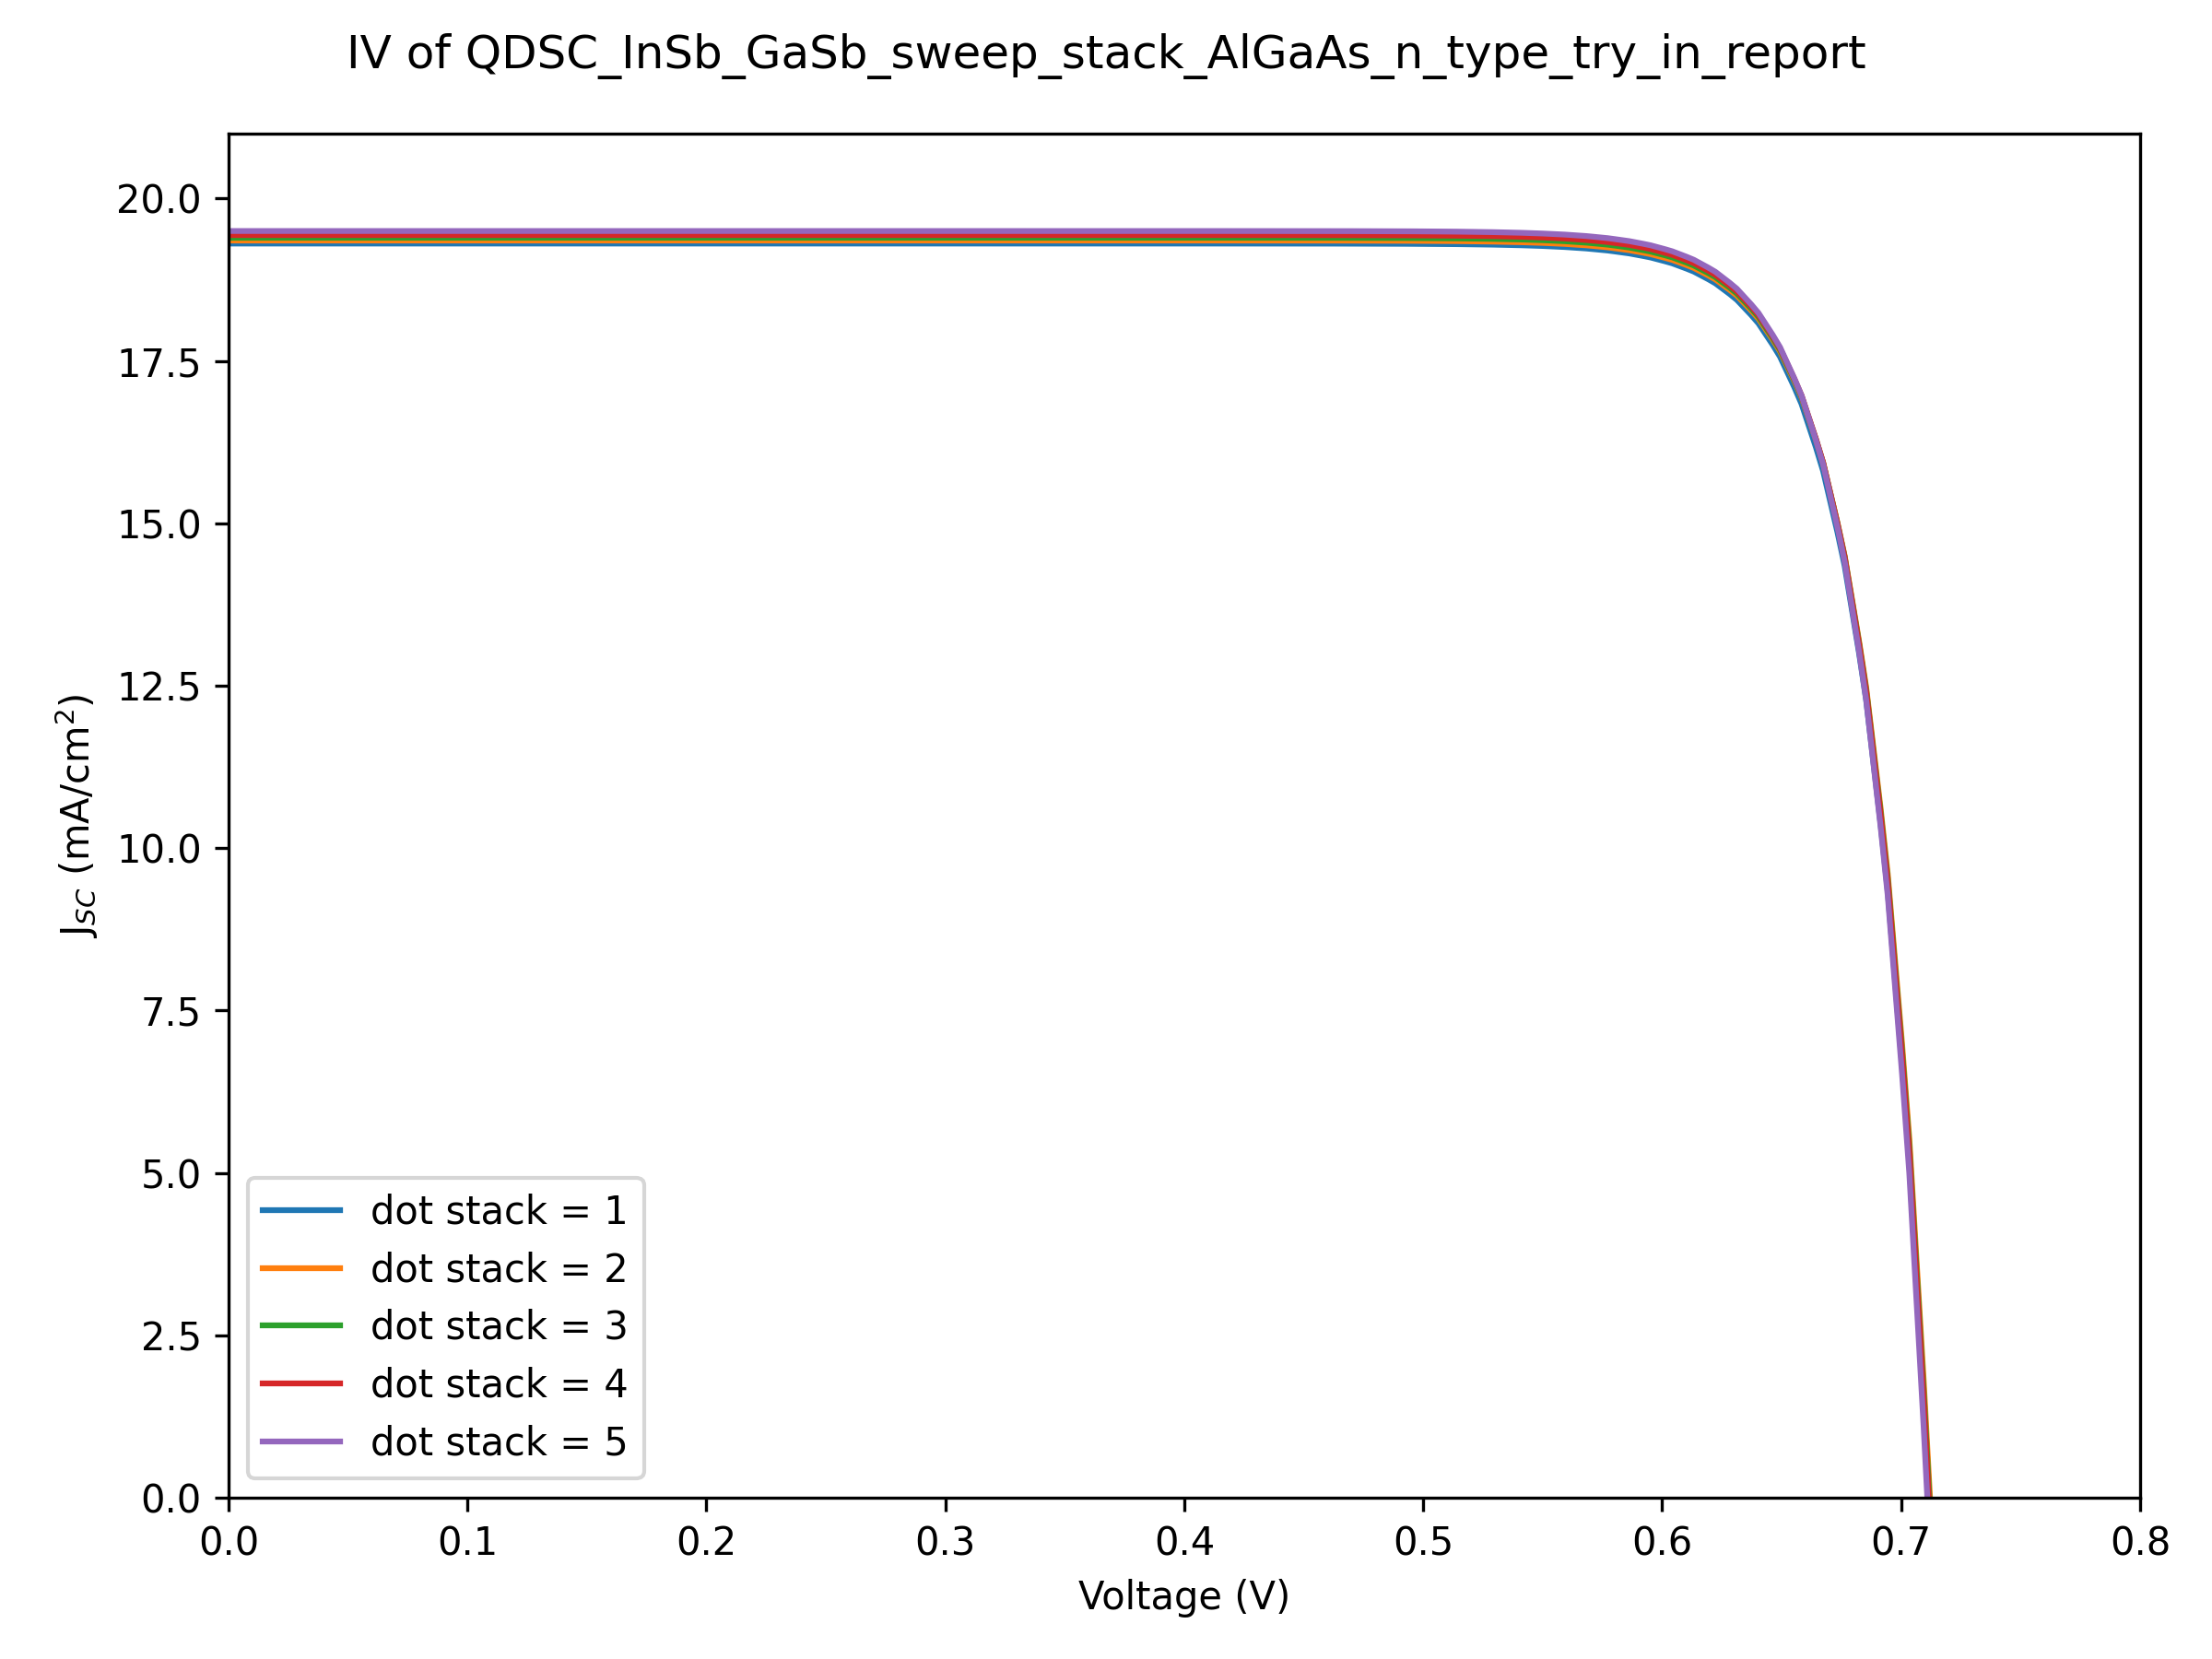 IV of QDSC_InSb_GaSb_sweep_stack_AlGaAs_n_type_try_in_report
20.0
17.5
15.0
12.5
10.0
7.5
5.0
2.5
0.0
J$_{SC}$ (mA/cm$^2$)
dot stack = 1
dot stack = 2
dot stack = 3
dot stack = 4
dot stack = 5
0.0 0.1 0.2 0.3 0.4 0.5 0.6 0.7 0.8
Voltage (V)